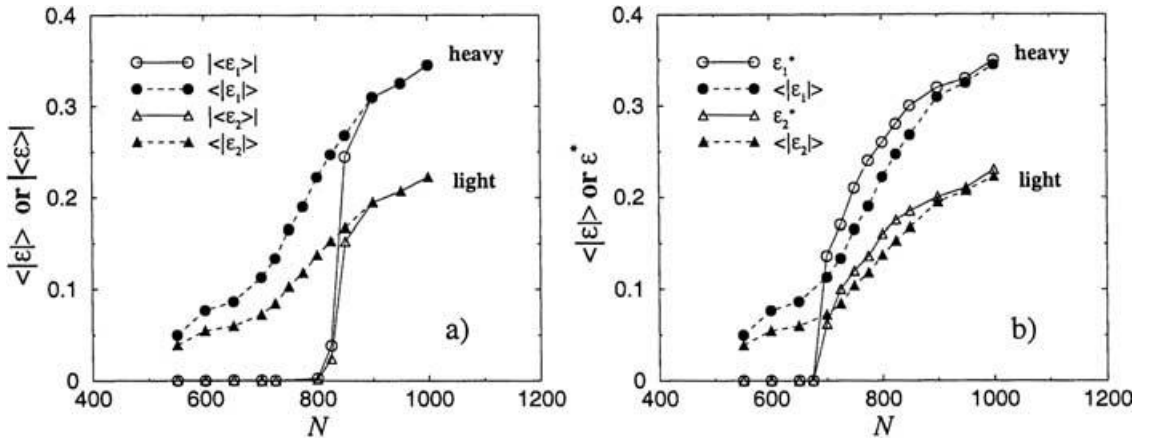 0.4
0.3
0.2
0.1
0
400 600 800 1000 1200
N
<|ε|> or |<ε>|
|<ε₁>|
<|ε₁|>
|<ε₂>|
<|ε₂|>
heavy
light
a)
0.4
0.3
0.2
0.1
0
400 600 800 1000 1200
N
<|ε|> or ε*
ε₁*
<|ε₁|>
ε₂*
<|ε₂|>
heavy
light
b)